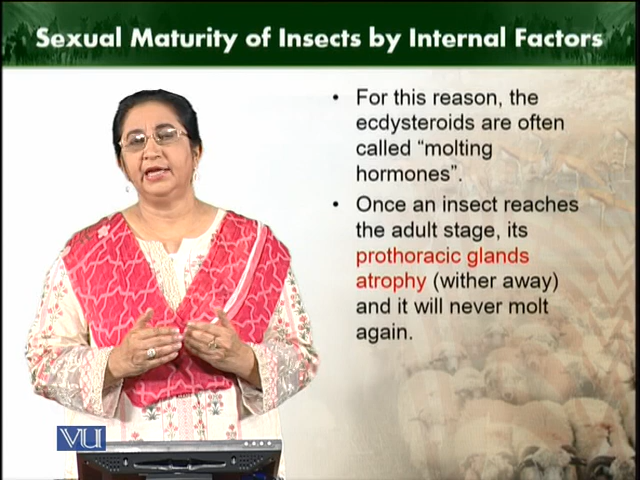 Sexual Maturity of Insects by Internal Factors
• For this reason, the
ecdysteroids are often
called “molting
hormones”.
• Once an insect reaches
the adult stage, its
prothoracic glands
atrophy (wither away)
and it will never molt
again.
VU